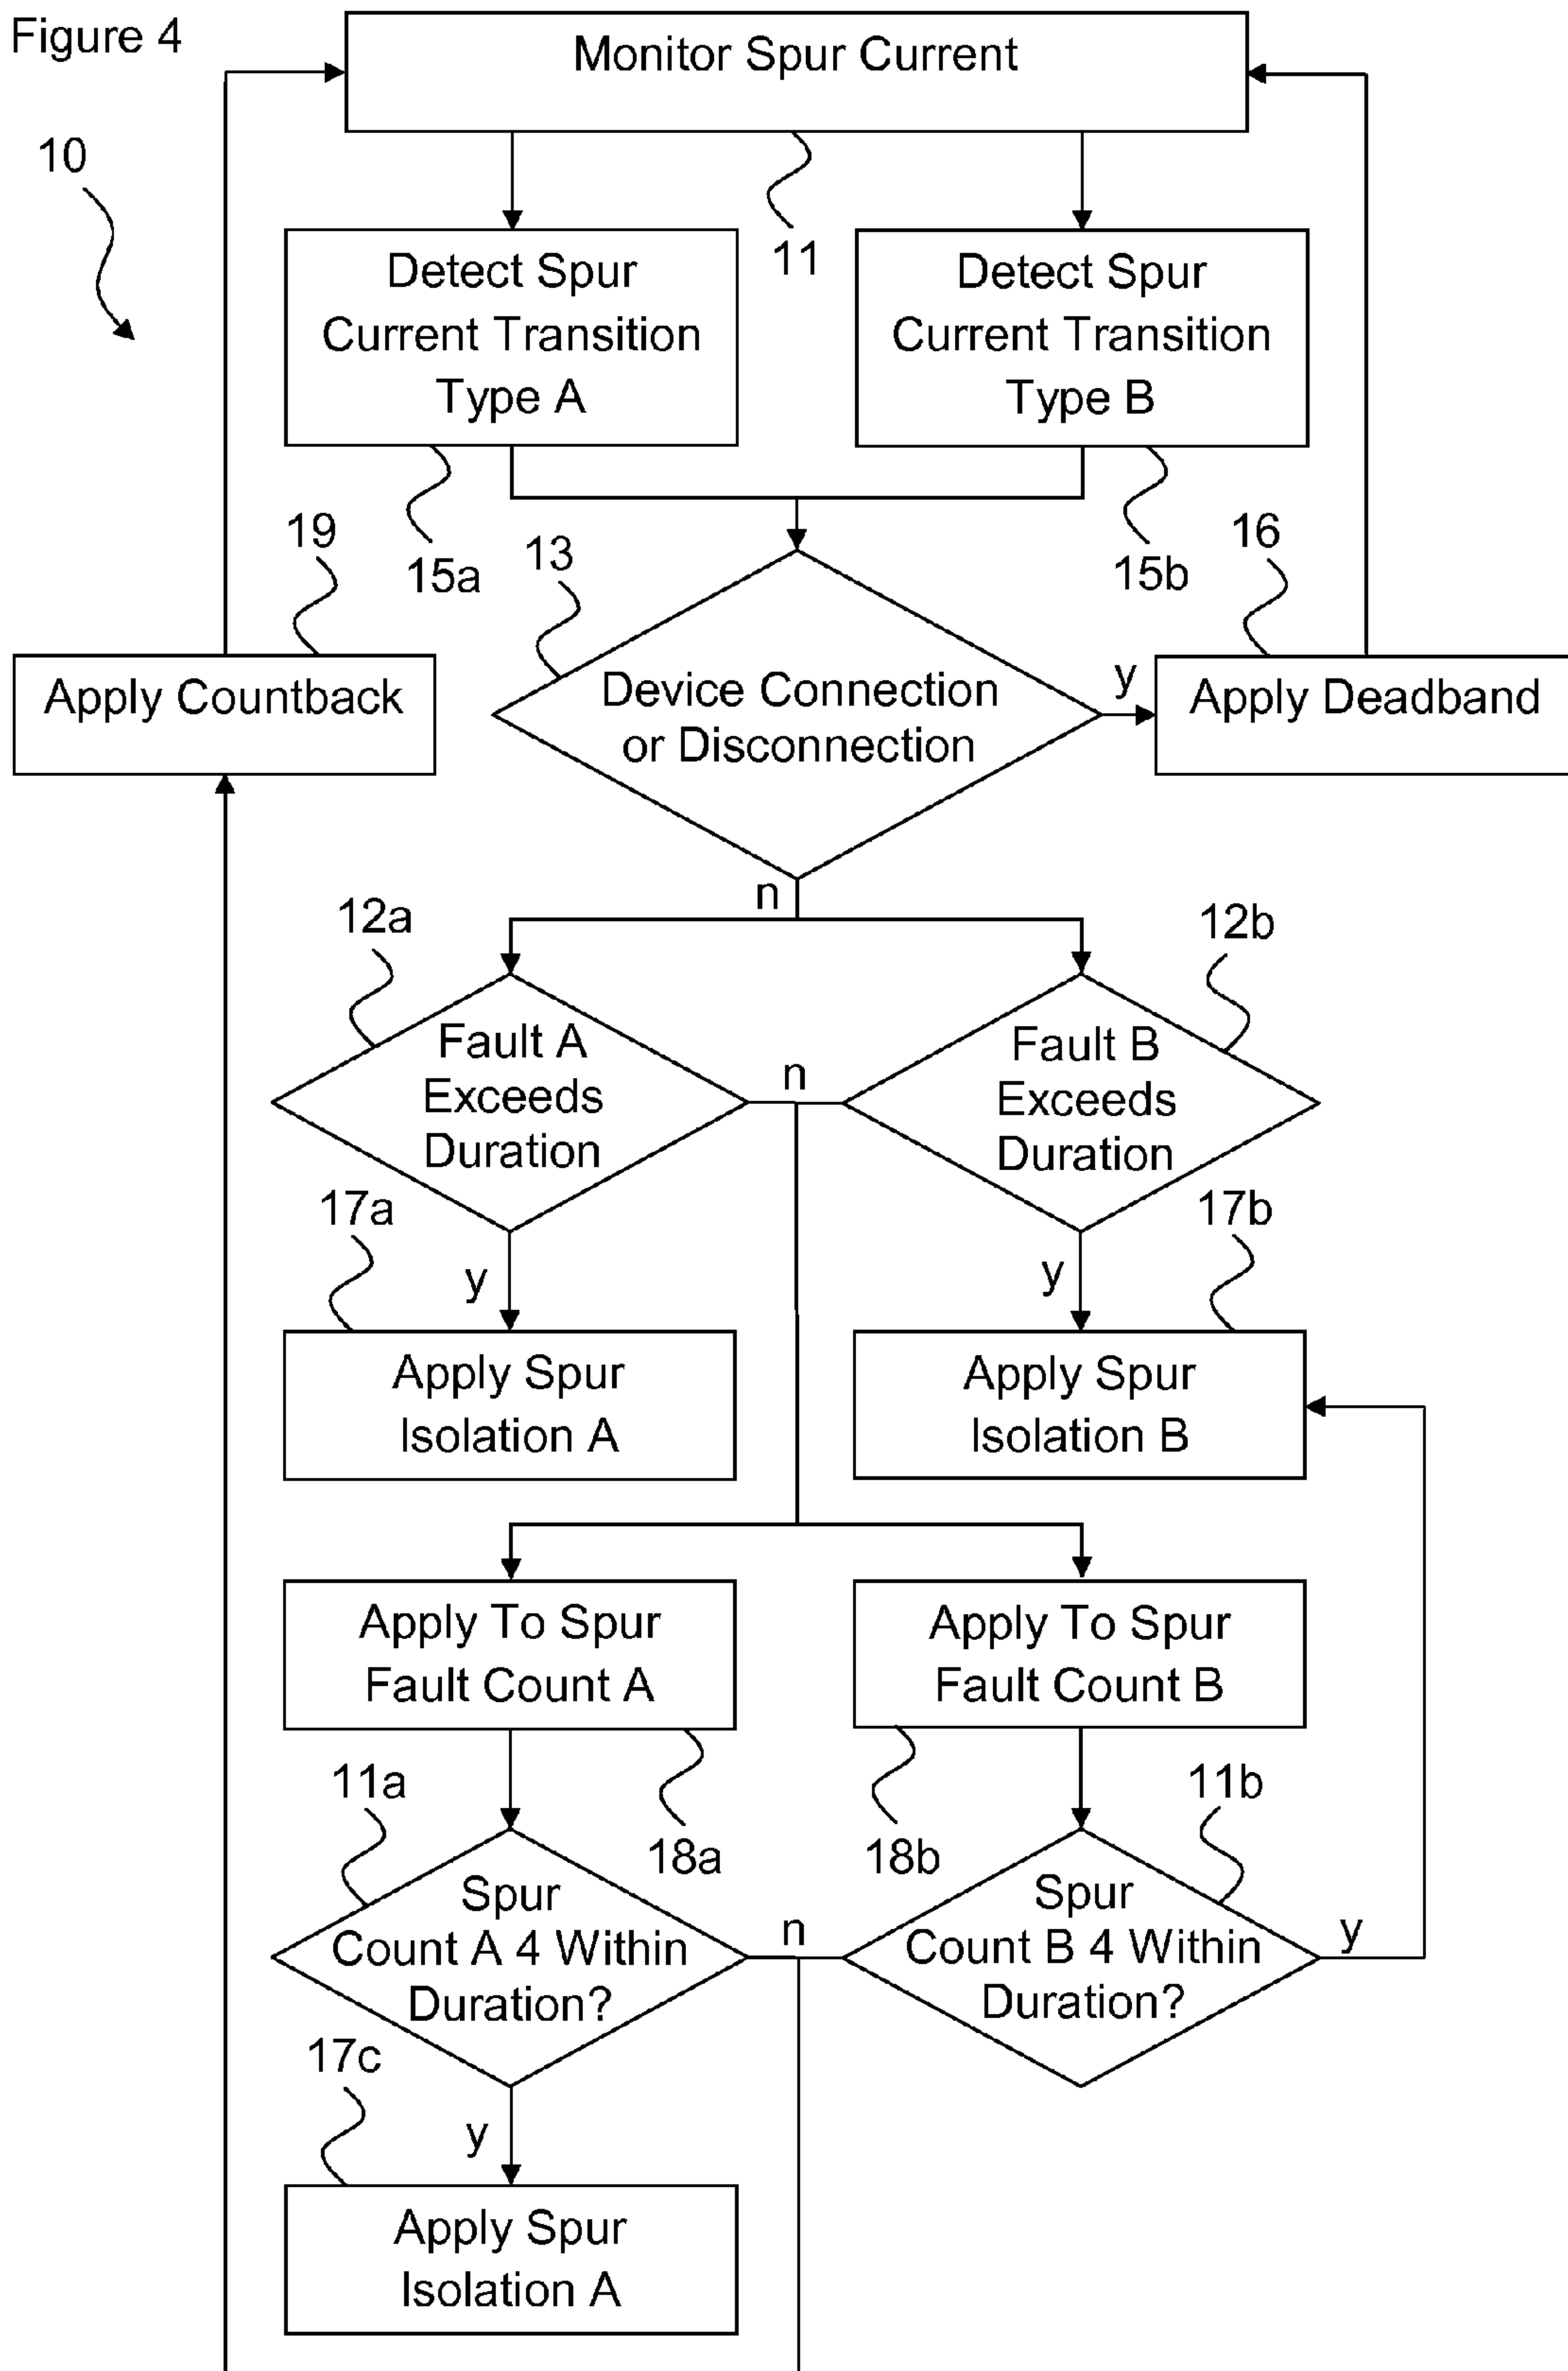 Figure 4
Monitor Spur Current
10
11
Detect Spur
Current Transition
Type A
Detect Spur
Current Transition
Type B
15a
15b
19
13
16
Apply Countback
Device Connection
or Disconnection
y
Apply Deadband
n
12a
12b
Fault A
Exceeds
Duration
n
Fault B
Exceeds
Duration
17a
17b
y
y
Apply Spur
Isolation A
Apply Spur
Isolation B
Apply To Spur
Fault Count A
Apply To Spur
Fault Count B
11a
18a
18b
11b
Spur
Count A 4 Within
Duration?
n
Spur
Count B 4 Within
Duration?
y
17c
y
Apply Spur
Isolation A